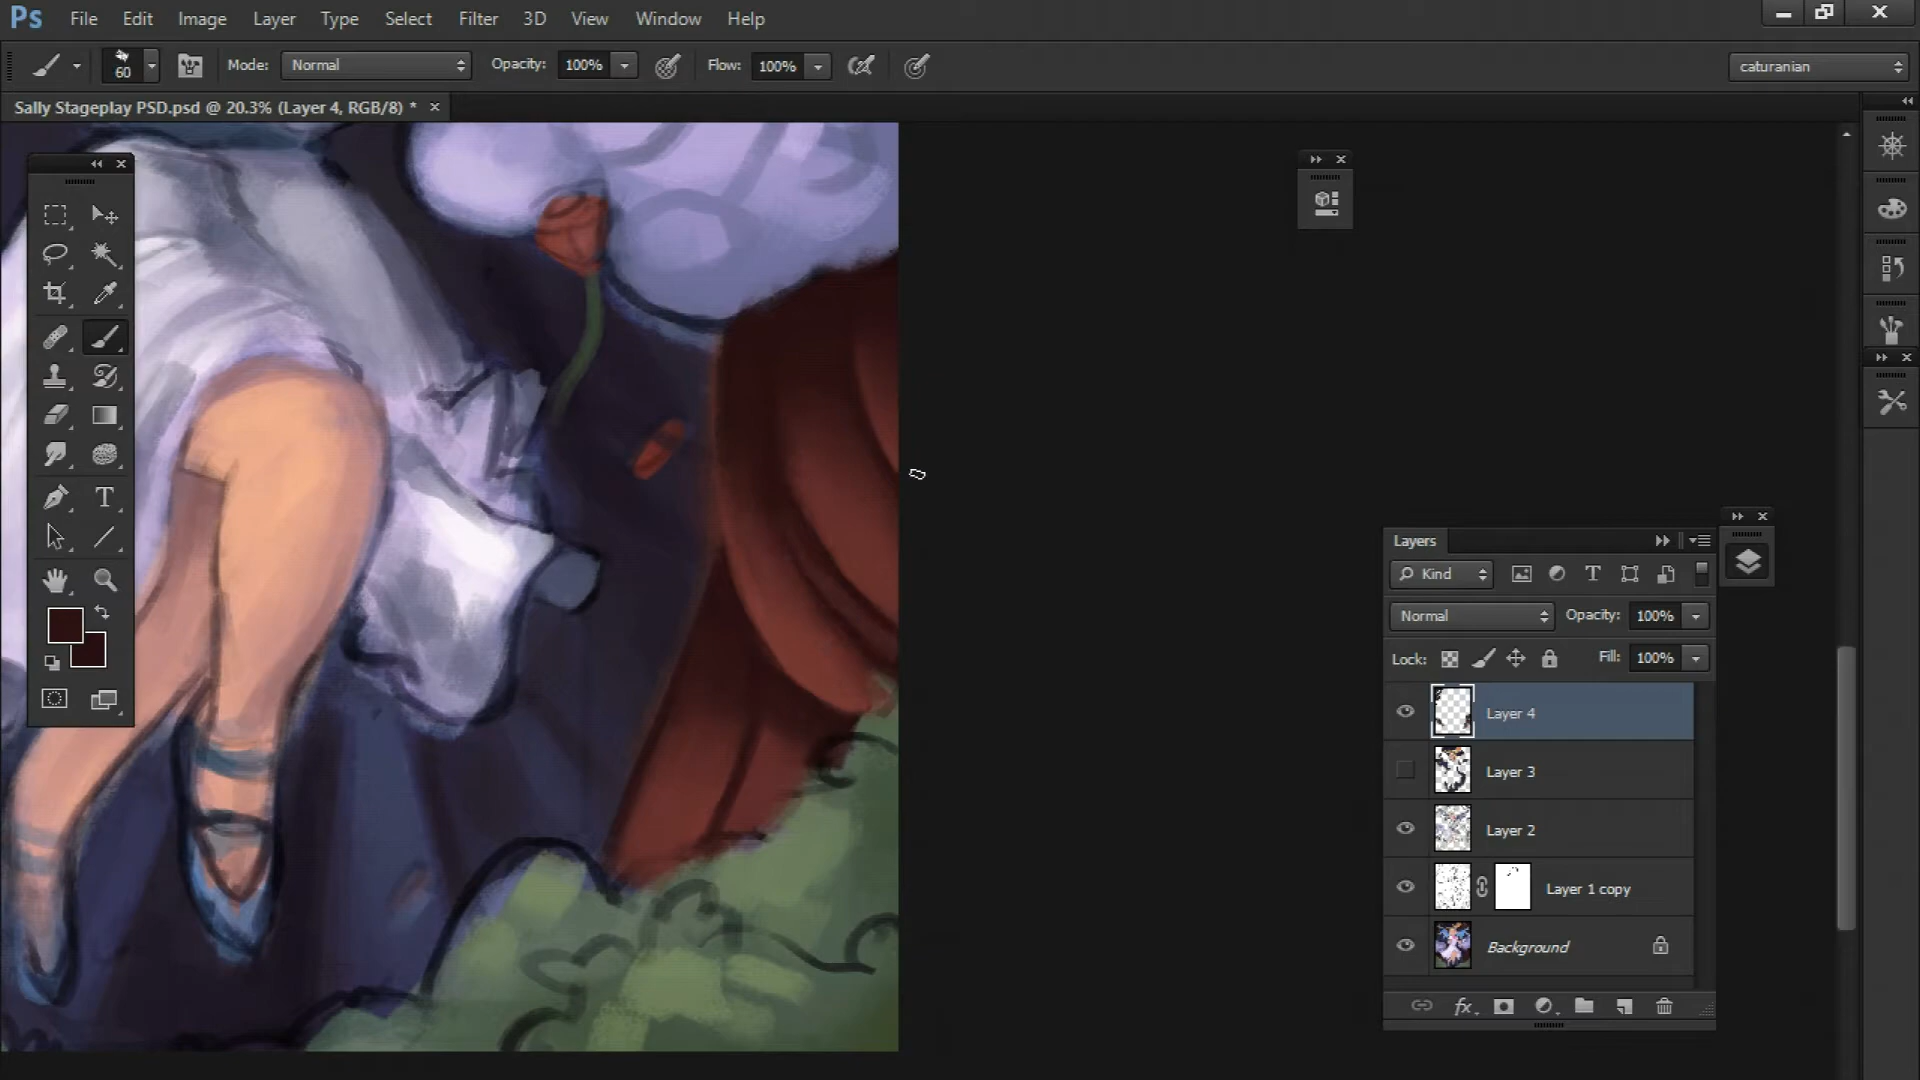 Ps File Edit Image Layer Type Select Filter 3D View Window Help
60 Mode: Normal Opacity: 100% Flow: 100% caturanian
Sally Stageplay PSD.psd @ 20.3% (Layer 4, RGB/8) *
Layers
Kind
Normal Opacity: 100%
Lock: Fill: 100%
Layer 4
Layer 3
Layer 2
Layer 1 copy
Background